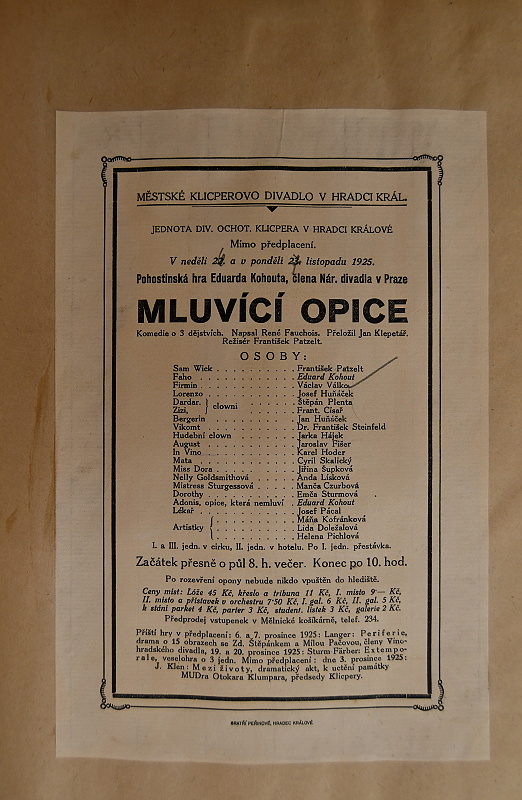 MĚSTSKÉ KLICPEROVO DIVADLO V HRADCI KRÁL.
JEDNOTA DIV. OCHOT. KLICPERA V HRADCI KRÁLOVÉ
Mimo předplacení.
V neděli a v pondělí listopadu 1925.
Pohostinská hra Eduarda Kohouta, člena Nár. divadla v Praze
MLUVÍCÍ OPICE
Komedie o 3 dějstvích. Napsal René Fauchois. Přeložil Jan Klepetář.
Režisér František Patzelt.
OSOBY:
Sam Wick . . . . . . . . . . František Patzelt
Faho . . . . . . . . . . . . Eduard Kohout
Firmin . . . . . . . . . . . Václav Válko
Lorenzo . . . . . . . . . . Josef Huňáček
Dardar. } clowni . . . . . . Štěpán Plenta
Zizi, } clowni . . . . . . Frant. Císař
Bergerin . . . . . . . . . . Jan Huňáček
Vikomt . . . . . . . . . . . Dr. František Steinfeld
Hudební clown . . . . . . . Jarka Hájek
August . . . . . . . . . . . Jaroslav Fišer
In Vino . . . . . . . . . . Karel Hoder
Mata . . . . . . . . . . . . Cyril Skalický
Miss Dora . . . . . . . . . Jiřina Šupková
Nelly Goldsmithová . . . . . Anda Lisková
Mistress Sturgessová . . . . Manča Czurbová
Dorothy . . . . . . . . . . Emča Šturmová
Adonis, opice, která nemluví . Eduard Kohout
Lékař . . . . . . . . . . . Josef Pácal
Artistky { . . . . . . . . . Máňa Kofránková
. . . . . . . . . Lida Doležalová
. . . . . . . . . Helena Pichlová
I. a III. jedn. v cirku, II. jedn. v hotelu. Po I. jedn. přestávka.
Začátek přesně o půl 8. h. večer. Konec po 10. hod.
Po rozevření opony nebude nikdo vpuštěn do hlediště.
Ceny míst: Lóže 45 Kč, křeslo a tribuna 11 Kč, I. místo 9·— Kč,
II. místo a přístavek v orchestru 7·50 Kč, I. gal. 6 Kč, II. gal. 5 Kč,
k stání parket 4 Kč, parter 3 Kč, student. lístek 3 Kč, galerie 2 Kč.
Předprodej vstupenek v Mělnické košíkárně, telef. 234.
Příští hry v předplacení: 6. a 7. prosince 1925: Langer: Periferie,
drama o 15 obrazech se Zd. Štěpánkem a Mílou Pačovou, členy Vino-
hradského divadla, 19. a 20. prosince 1925: Sturm Färber: Extempo-
rale, veselohra o 3 jedn. Mimo předplacení: dne 3. prosince 1925:
J. Klen: Mezi životy, dramatický akt, k uctění památky
MUDra Otokara Klumpara, předsedy Klicpery.
BRATŘI PEŘINOVÉ, HRADEC KRÁLOVÉ.